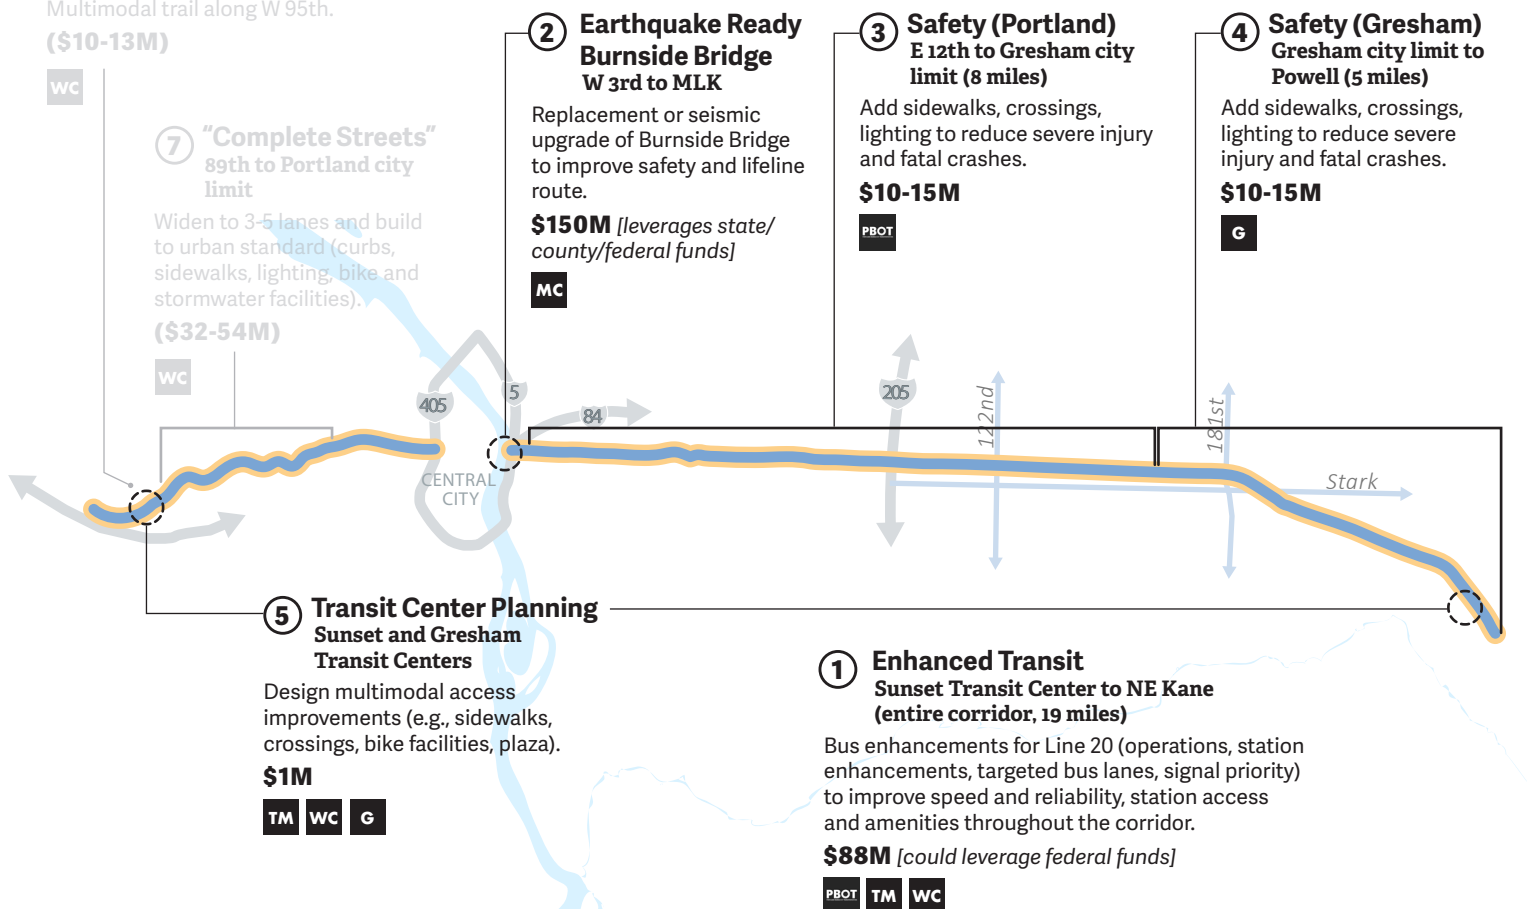 Multimodal trail along W 95th.
($10-13M)
WC
7 "Complete Streets"
89th to Portland city
limit
Widen to 3-5 lanes and build
to urban standard (curbs,
sidewalks, lighting, bike and
stormwater facilities).
($32-54M)
WC
2 Earthquake Ready
Burnside Bridge
W 3rd to MLK
Replacement or seismic
upgrade of Burnside Bridge
to improve safety and lifeline
route.
$150M [leverages state/
county/federal funds]
MC
3 Safety (Portland)
E 12th to Gresham city
limit (8 miles)
Add sidewalks, crossings,
lighting to reduce severe injury
and fatal crashes.
$10-15M
PBOT
4 Safety (Gresham)
Gresham city limit to
Powell (5 miles)
Add sidewalks, crossings,
lighting to reduce severe
injury and fatal crashes.
$10-15M
G
405
5
84
205
122nd
181st
Stark
CENTRAL
CITY
5 Transit Center Planning
Sunset and Gresham
Transit Centers
Design multimodal access
improvements (e.g., sidewalks,
crossings, bike facilities, plaza).
$1M
TM WC G
1 Enhanced Transit
Sunset Transit Center to NE Kane
(entire corridor, 19 miles)
Bus enhancements for Line 20 (operations, station
enhancements, targeted bus lanes, signal priority)
to improve speed and reliability, station access
and amenities throughout the corridor.
$88M [could leverage federal funds]
PBOT TM WC